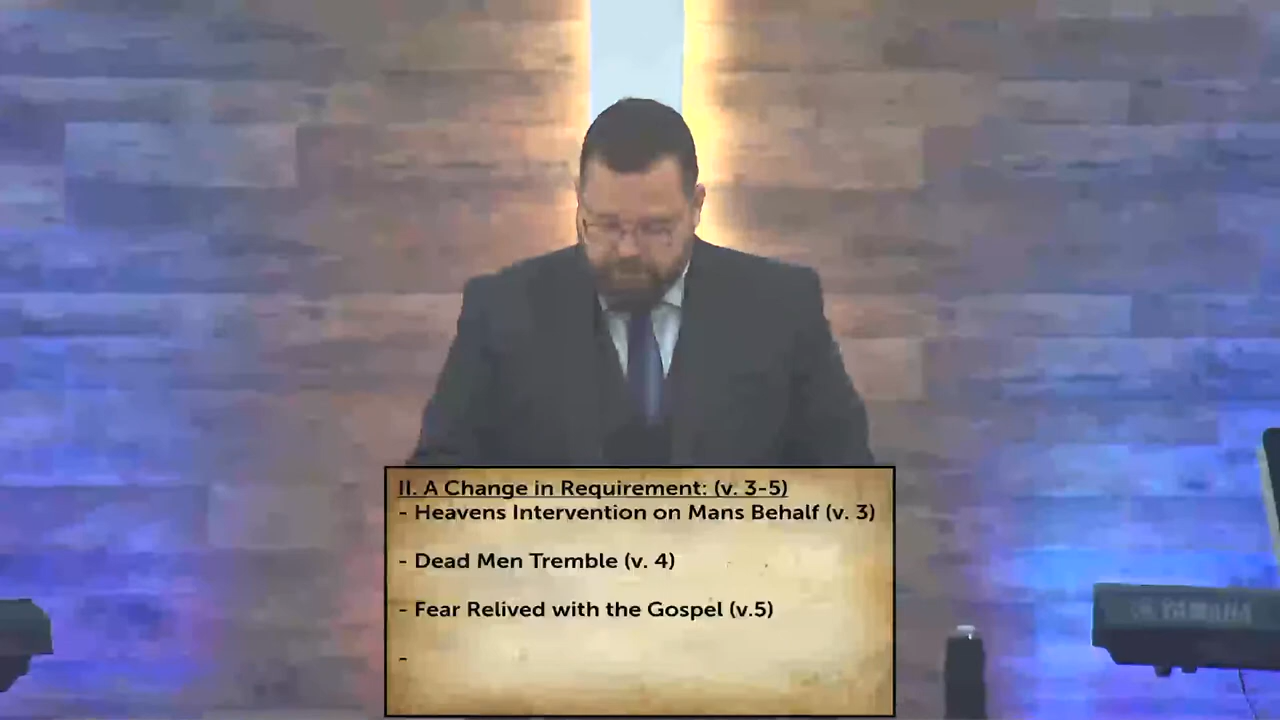 II. A Change in Requirement: (v. 3-5)
- Heavens Intervention on Mans Behalf (v. 3)
- Dead Men Tremble (v. 4)
- Fear Relived with the Gospel (v.5)
-
YAMAHA